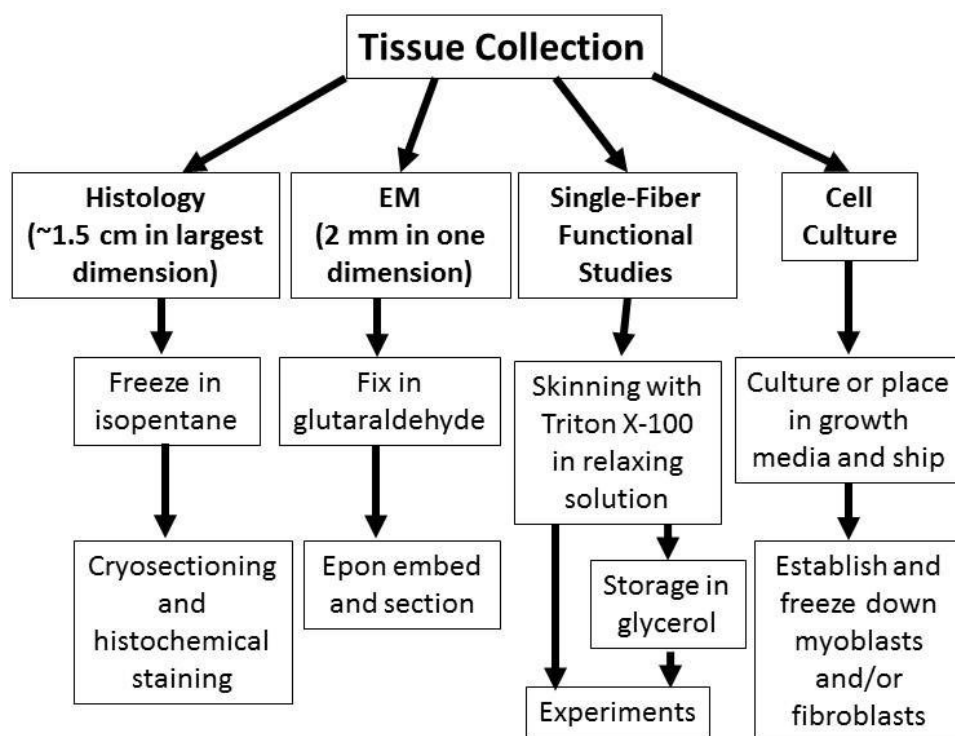 Tissue Collection
Histology
(~1.5 cm in largest
dimension)
EM
(2 mm in one
dimension)
Single-Fiber
Functional
Studies
Cell
Culture
Freeze in
isopentane
Fix in
glutaraldehyde
Skinning with
Triton X-100
in relaxing
solution
Culture or place
in growth
media and ship
Cryosectioning
and
histochemical
staining
Epon embed
and section
Storage in
glycerol
Establish and
freeze down
myoblasts
and/or
fibroblasts
Experiments